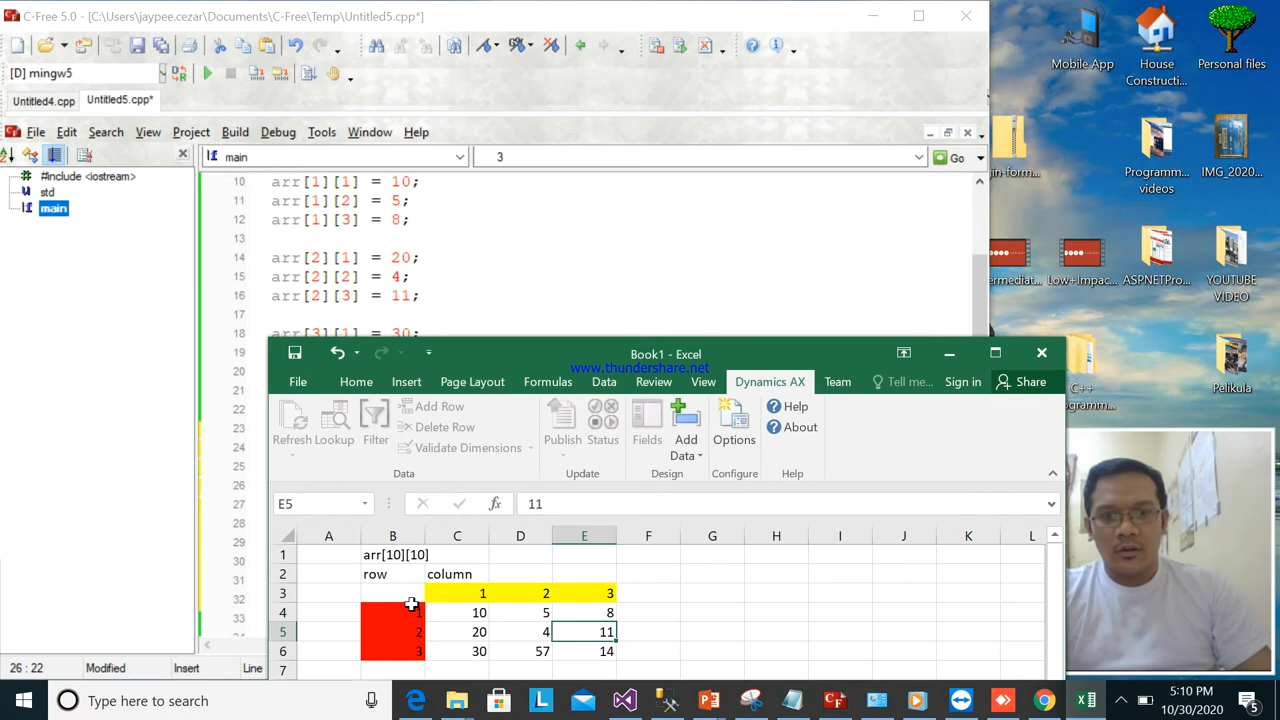 C-Free 5.0 - [C:\Users\jaypee.cezar\Documents\C-Free\Temp\Untitled5.cpp*]
[D] mingw5
Untitled4.cpp
Untitled5.cpp*
File Edit Search View Project Build Debug Tools Window Help
main
3
Go
#include <iostream>
std
main
10 arr[1][1] = 10;
11 arr[1][2] = 5;
12 arr[1][3] = 8;
13
14 arr[2][1] = 20;
15 arr[2][2] = 4;
16 arr[2][3] = 11;
18 arr[3][1] = 30;
19
20
21
22
23
24
25
26
27
28
29
30
31
32
33
26 : 22 Modified Insert Line
Book1 - Excel
www.thundershare.net
File Home Insert Page Layout Formulas Data Review View Dynamics AX Team Tell me... Sign in Share
Refresh Lookup Filter
Add Row
Delete Row
Validate Dimensions
Data
Publish Status
Update
Fields Add Data
Design
Options
Configure
Help
About
Help
E5
fx
11
A B C D E F G H I J K L
1 arr[10][10]
2 row column
3 1 2 3
4 1 10 5 8
5 2 20 4 11
6 3 30 57 14
7
Mobile App
House Constructi...
Personal files
Programm... videos
IMG_2020...
ASPNETPro...
YOUTUBE VIDEO
Low+Impac...
C++
Pelikula
Type here to search
5:10 PM
10/30/2020
5